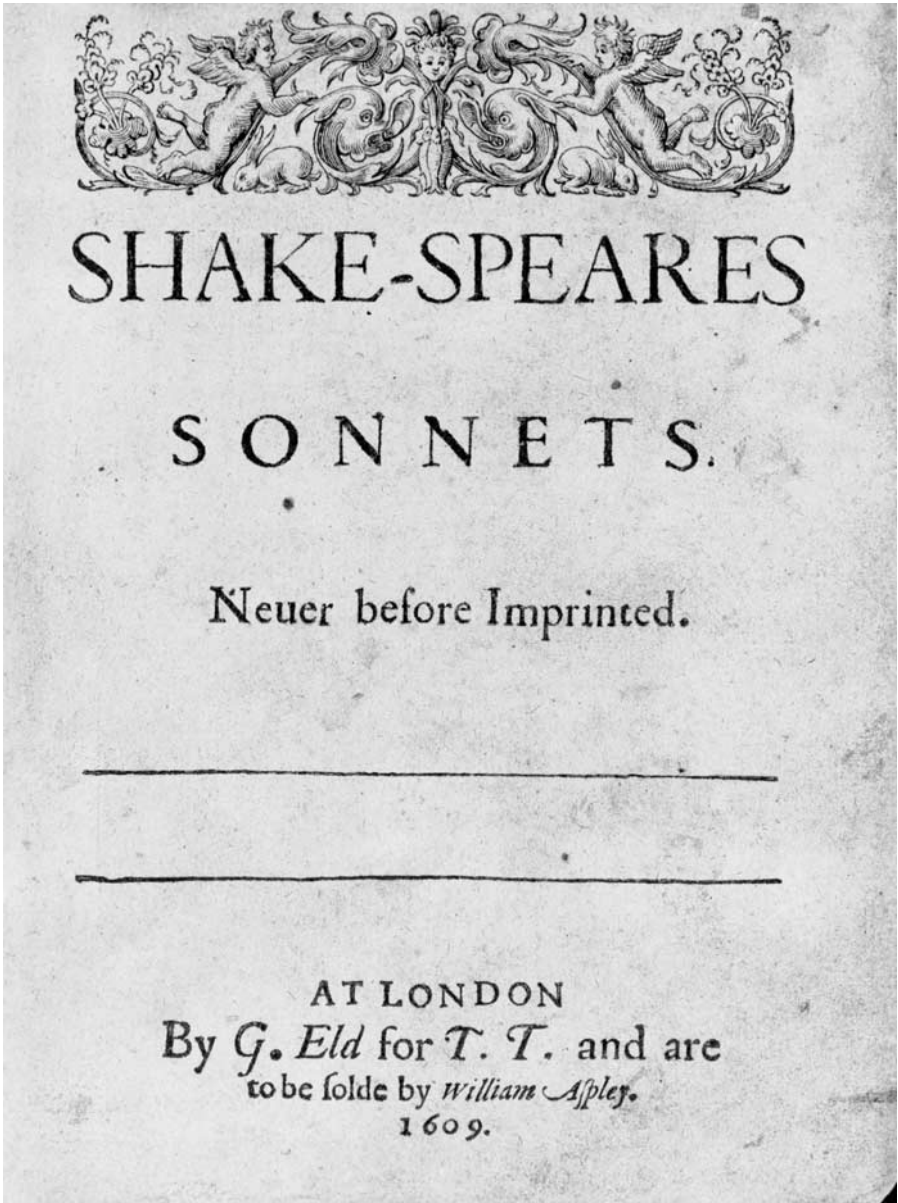 SHAKE-SPEARES
SONNETS.
Neuer before Imprinted.
AT LONDON
By G. Eld for T. T. and are
to be ſolde by William Aſpley.
1609.